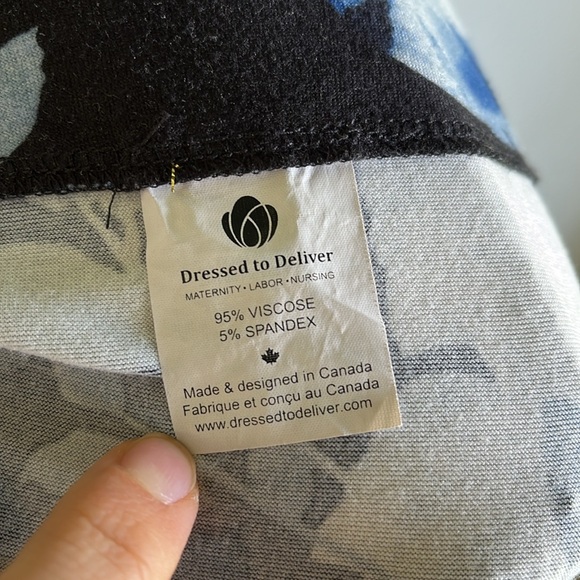 Dressed to Deliver
MATERNITY • LABOR • NURSING
95% VISCOSE
5% SPANDEX
Made & designed in Canada
Fabrique et conçu au Canada
www.dressedtodeliver.com